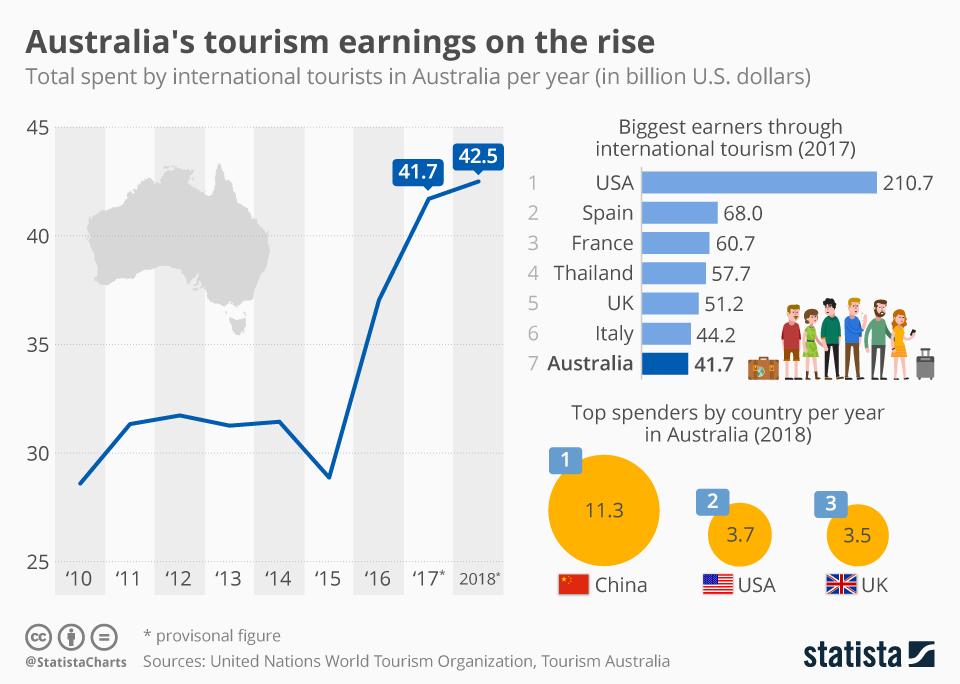 Australia's tourism earnings on the rise
Total spent by international tourists in Australia per year (in billion U.S. dollars)
45
40
35
30
25
41.7
42.5
‘10 ‘11 ‘12 ‘13 ‘14 ‘15 ‘16 ‘17* 2018*
Biggest earners through
international tourism (2017)
1 USA 210.7
2 Spain 68.0
3 France 60.7
4 Thailand 57.7
5 UK 51.2
6 Italy 44.2
7 Australia 41.7
Top spenders by country per year
in Australia (2018)
1 2 3
11.3 3.7 3.5
China USA UK
cc
@StatistaCharts
* provisonal figure
Sources: United Nations World Tourism Organization, Tourism Australia
statista